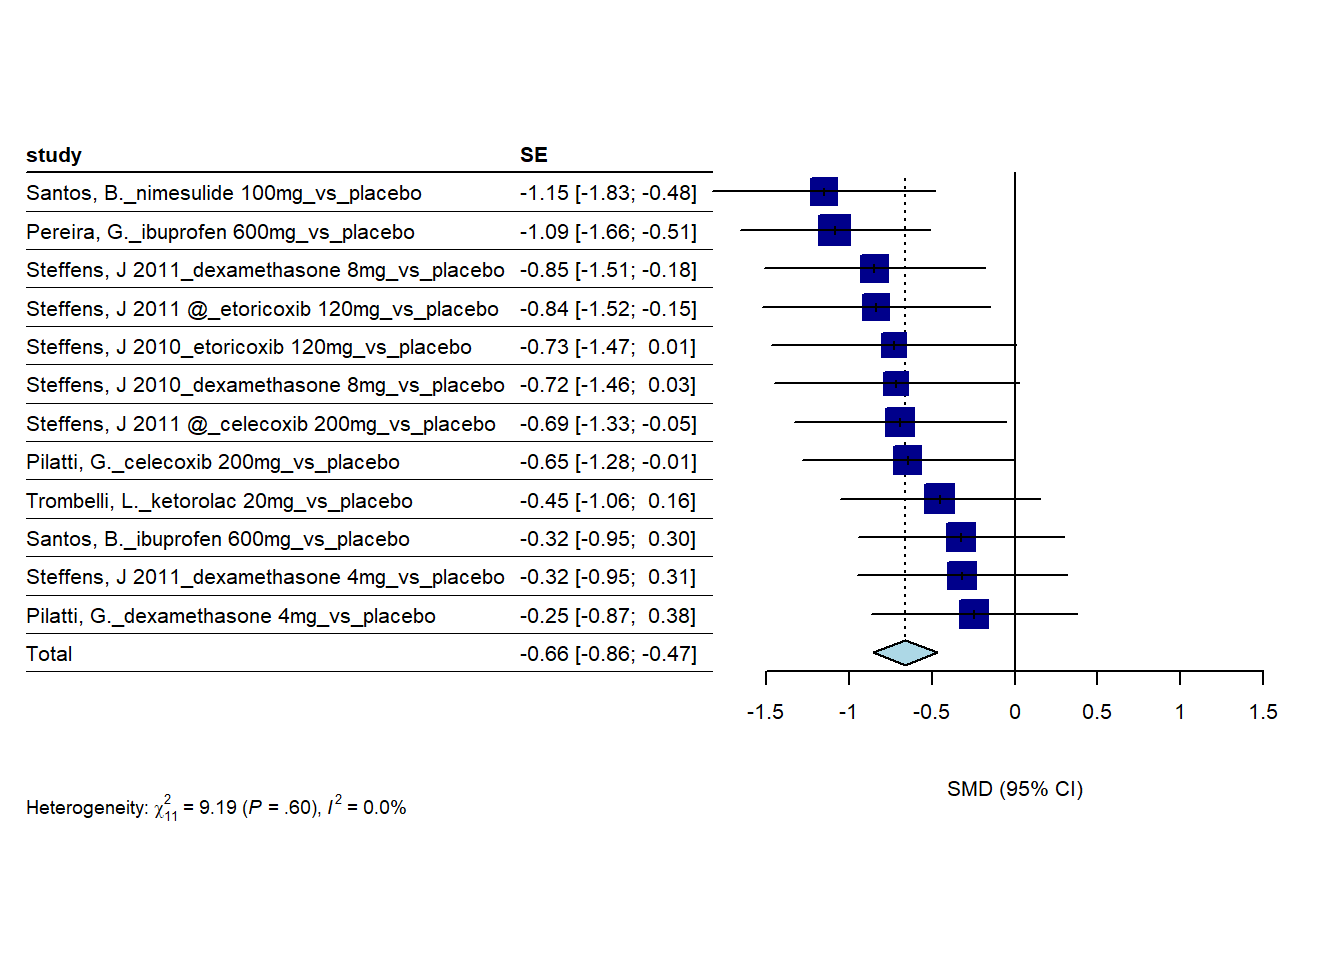 study SE
Santos, B._nimesulide 100mg_vs_placebo -1.15 [-1.83; -0.48]
Pereira, G._ibuprofen 600mg_vs_placebo -1.09 [-1.66; -0.51]
Steffens, J 2011_dexamethasone 8mg_vs_placebo -0.85 [-1.51; -0.18]
Steffens, J 2011 @_etoricoxib 120mg_vs_placebo -0.84 [-1.52; -0.15]
Steffens, J 2010_etoricoxib 120mg_vs_placebo -0.73 [-1.47; 0.01]
Steffens, J 2010_dexamethasone 8mg_vs_placebo -0.72 [-1.46; 0.03]
Steffens, J 2011 @_celecoxib 200mg_vs_placebo -0.69 [-1.33; -0.05]
Pilatti, G._celecoxib 200mg_vs_placebo -0.65 [-1.28; -0.01]
Trombelli, L._ketorolac 20mg_vs_placebo -0.45 [-1.06; 0.16]
Santos, B._ibuprofen 600mg_vs_placebo -0.32 [-0.95; 0.30]
Steffens, J 2011_dexamethasone 4mg_vs_placebo -0.32 [-0.95; 0.31]
Pilatti, G._dexamethasone 4mg_vs_placebo -0.25 [-0.87; 0.38]
Total -0.66 [-0.86; -0.47]
-1.5 -1 -0.5 0 0.5 1 1.5
SMD (95% CI)
Heterogeneity: χ²₁₁ = 9.19 (P = .60), I² = 0.0%